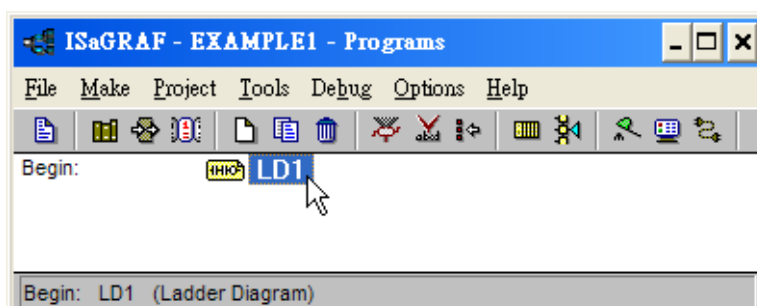 ISaGRAF - EXAMPLE1 - Programs
File Make Project Tools Debug Options Help
Begin: LD1
Begin: LD1 (Ladder Diagram)